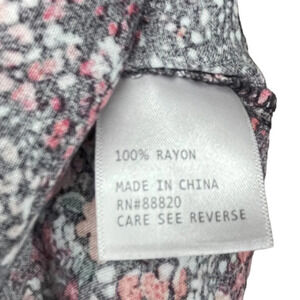 100% RAYON
MADE IN CHINA
RN#88820
CARE SEE REVERSE